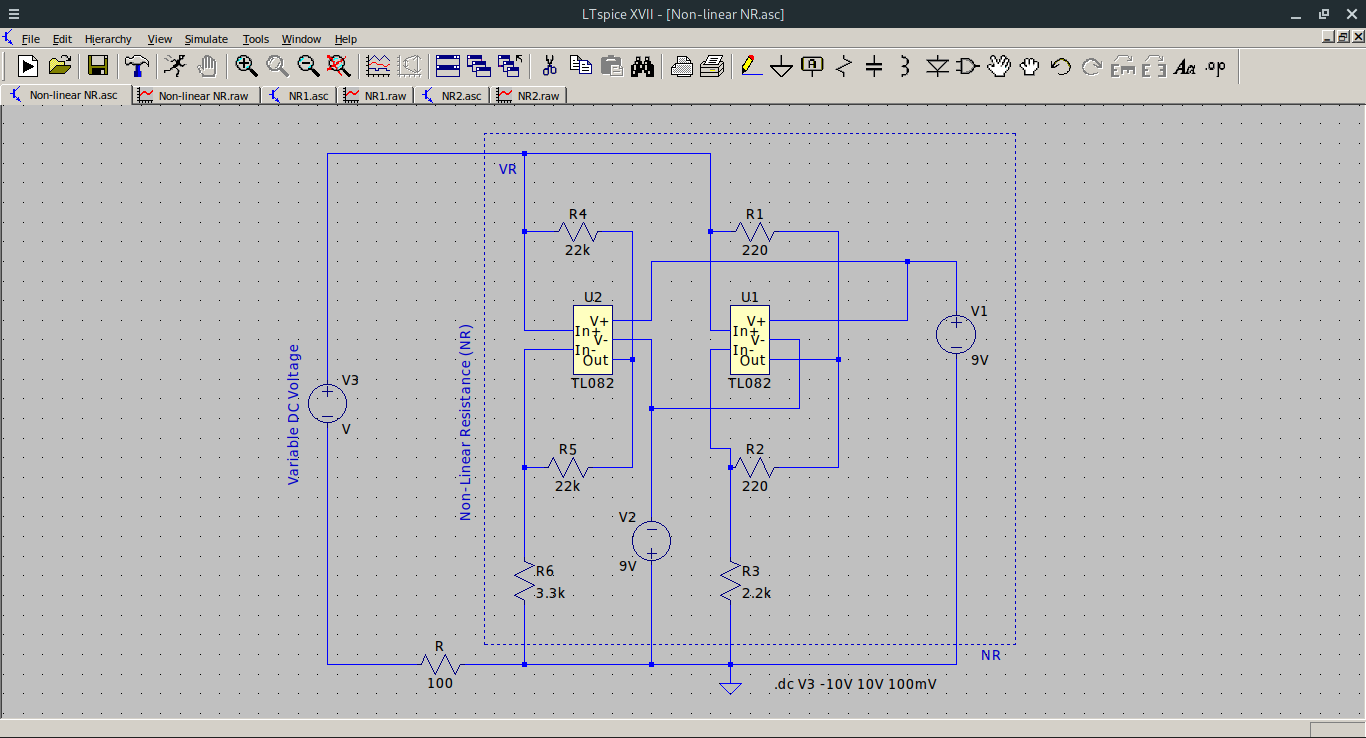 LTspice XVII - [Non-linear NR.asc]
File Edit Hierarchy View Simulate Tools Window Help
Non-linear NR.asc Non-linear NR.raw NR1.asc NR1.raw NR2.asc NR2.raw
VR
R4 R1
22k 220
U2 U1
V+ V+
In+ In+
V- V-
In- In-
Out Out
TL082 TL082
V1
9V
V3
V
Variable DC Voltage
Non-Linear Resistance (NR)
R5 R2
22k 220
V2
9V
R6 R3
3.3k 2.2k
R
100
NR
.dc V3 -10V 10V 100mV